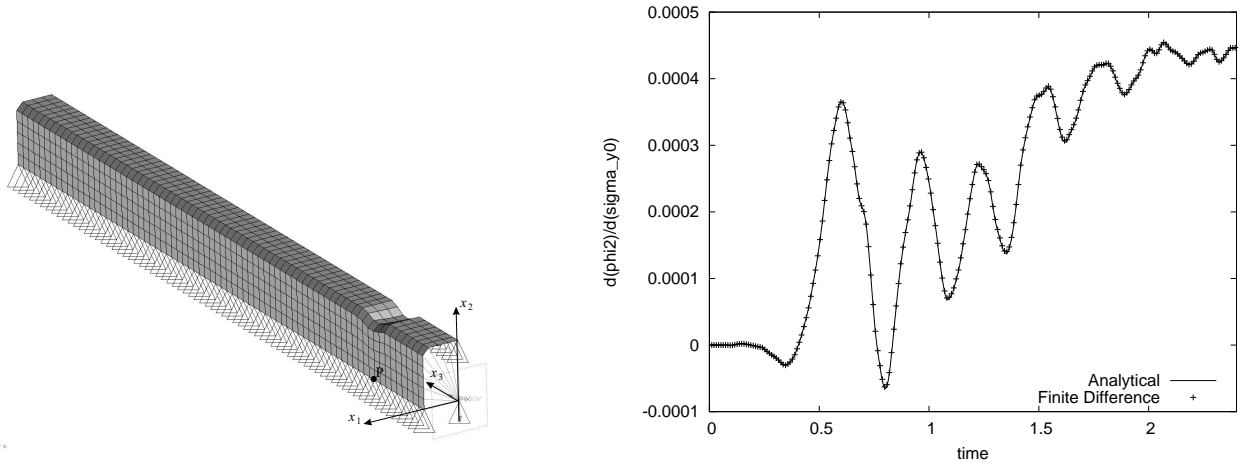 x2
x3
x1
P
0.0005
0.0004
0.0003
0.0002
0.0001
0
-0.0001
0
0.5
1
1.5
2
d(phi2)/d(sigma_y0)
time
Analytical
Finite Difference